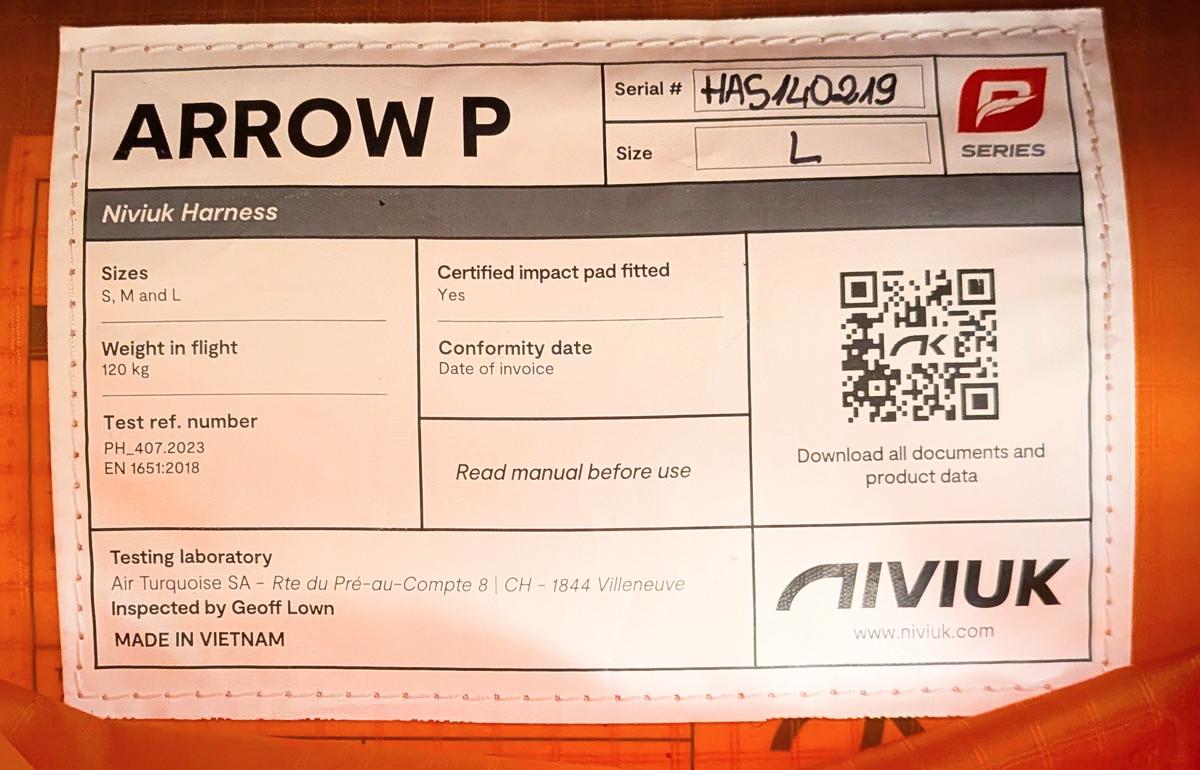 ARROW P
Serial # HAS140219
Size L
SERIES
Niviuk Harness
Sizes
S, M and L
Weight in flight
120 kg
Test ref. number
PH_407.2023
EN 1651:2018
Certified impact pad fitted
Yes
Conformity date
Date of invoice
Read manual before use
Download all documents and
product data
Testing laboratory
Air Turquoise SA – Rte du Pré-au-Compte 8 | CH – 1844 Villeneuve
Inspected by Geoff Lown
MADE IN VIETNAM
NIVIUK
www.niviuk.com